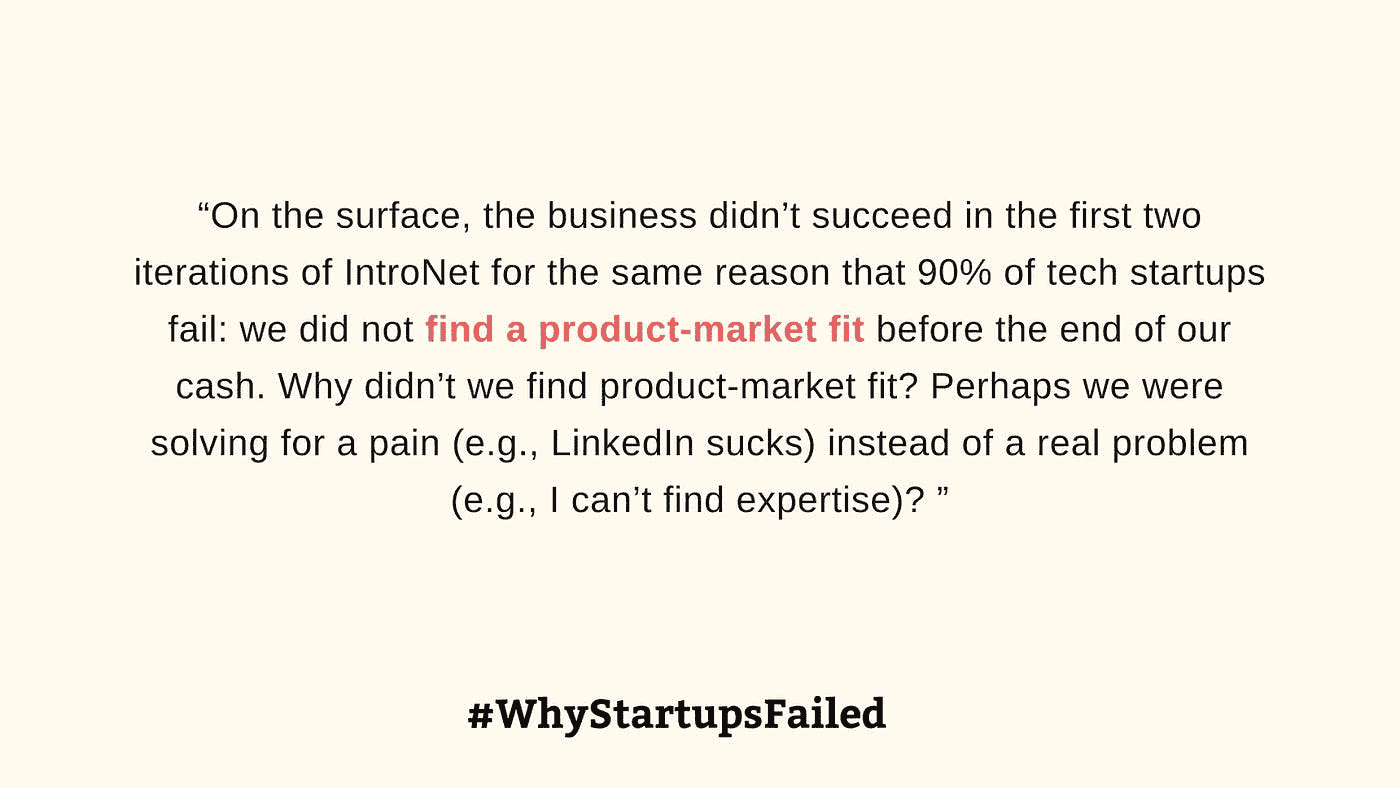 “On the surface, the business didn’t succeed in the first two
iterations of IntroNet for the same reason that 90% of tech startups
fail: we did not find a product-market fit before the end of our
cash. Why didn’t we find product-market fit? Perhaps we were
solving for a pain (e.g., LinkedIn sucks) instead of a real problem
(e.g., I can’t find expertise)? ”
#WhyStartupsFailed